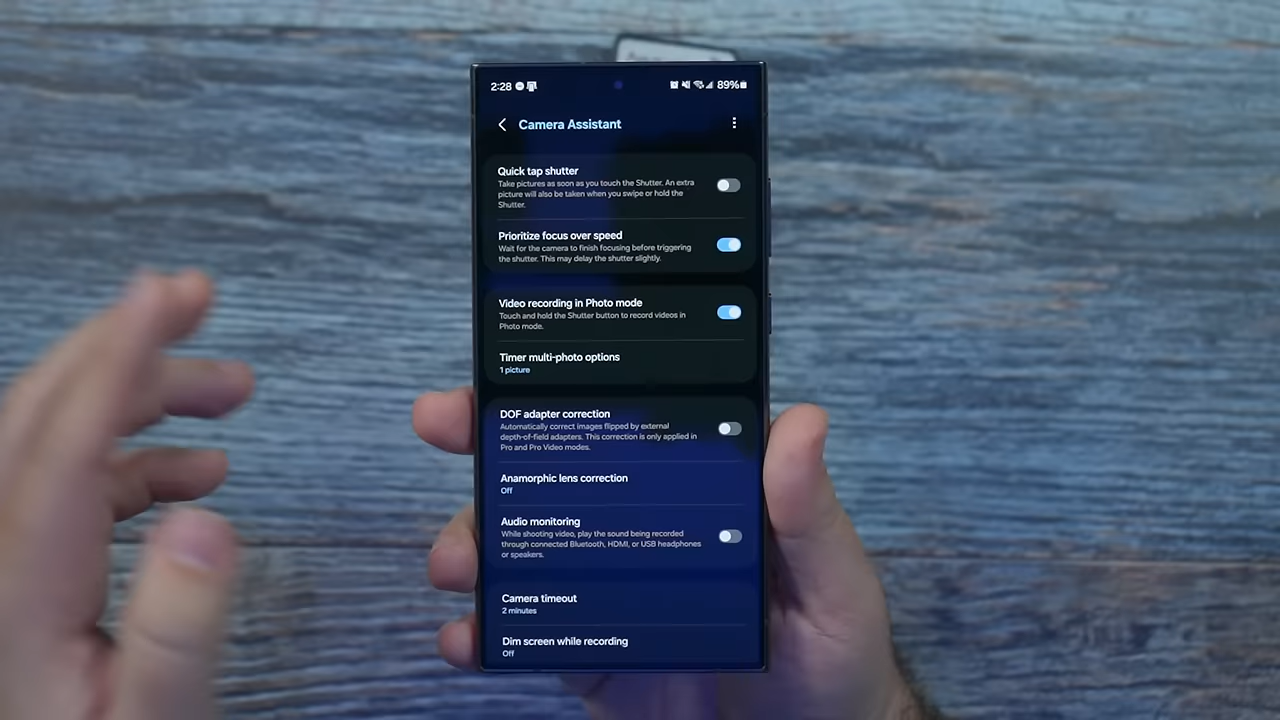 2:28
89%
Camera Assistant
Quick tap shutter
Take pictures as soon as you touch the Shutter. An extra
picture will also be taken when you swipe or hold the
Shutter.
Prioritize focus over speed
Wait for the camera to finish focusing before triggering
the shutter. This may delay the shutter slightly.
Video recording in Photo mode
Touch and hold the Shutter button to record videos in
Photo mode.
Timer multi-photo options
1 picture
DOF adapter correction
Automatically correct images flipped by external
depth-of-field adapters. This correction is only applied in
Pro and Pro Video modes.
Anamorphic lens correction
Off
Audio monitoring
While shooting video, play the sound being recorded
through connected Bluetooth, HDMI, or USB headphones
or speakers.
Camera timeout
2 minutes
Dim screen while recording
Off